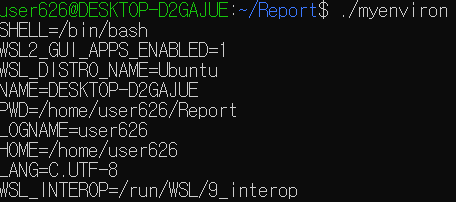 user626@DESKTOP-D2GAJUE:~/Report$ ./myenviron
SHELL=/bin/bash
WSL2_GUI_APPS_ENABLED=1
WSL_DISTRO_NAME=Ubuntu
NAME=DESKTOP-D2GAJUE
PWD=/home/user626/Report
LOGNAME=user626
HOME=/home/user626
LANG=C.UTF-8
WSL_INTEROP=/run/WSL/9_interop